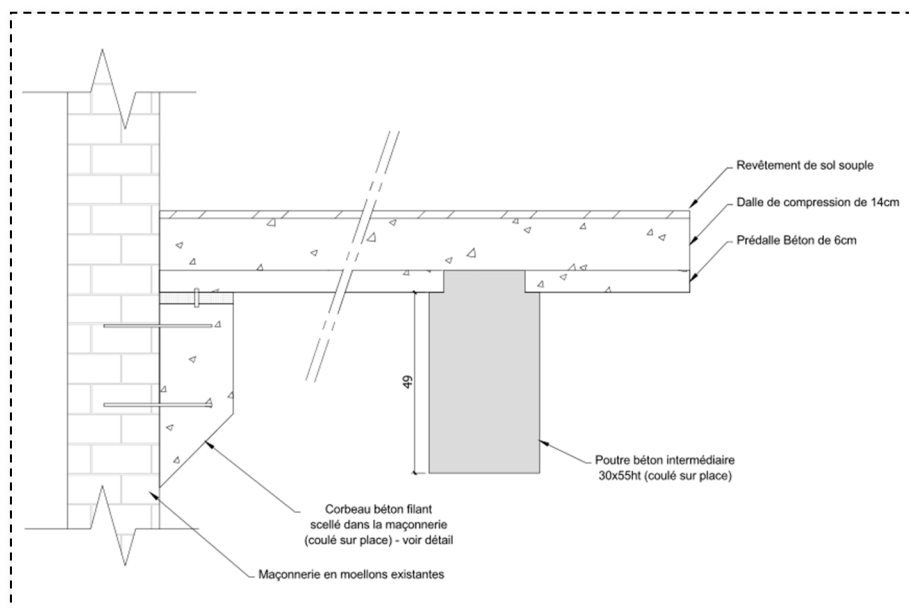 Revêtement de sol souple
Dalle de compression de 14cm
Prédalle Béton de 6cm
49
Poutre béton intermédiaire
30x55ht (coulé sur place)
Corbeau béton filant
scellé dans la maçonnerie
(coulé sur place) - voir détail
Maçonnerie en moellons existantes